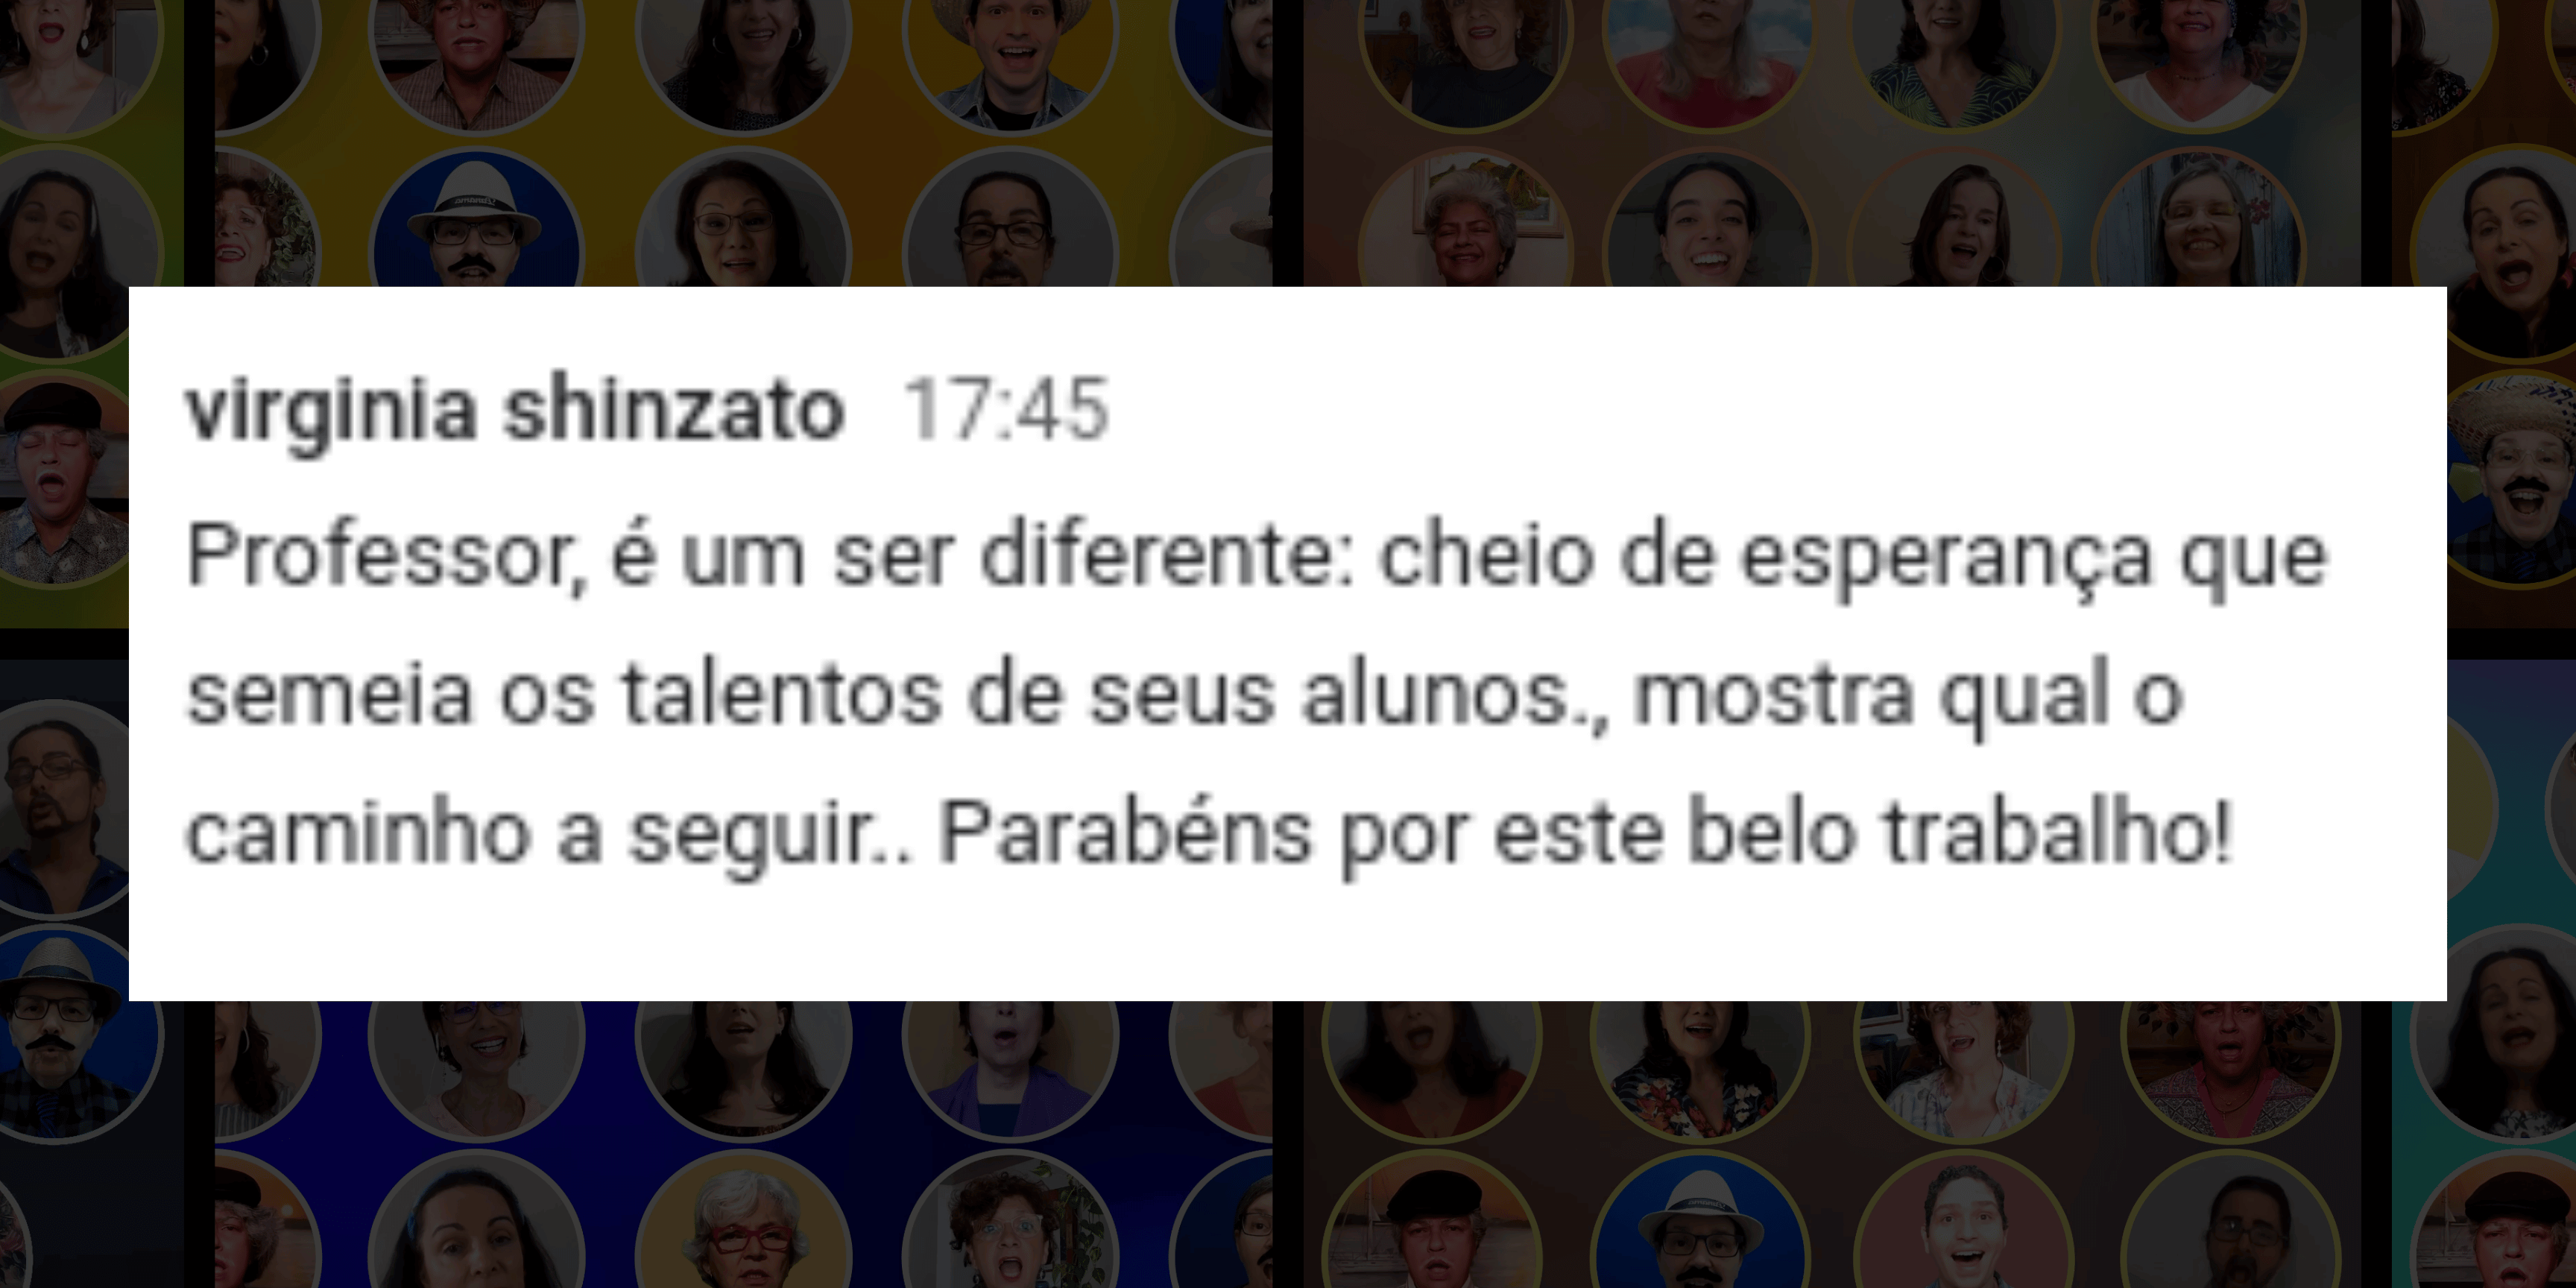 virginia shinzato 17:45
Professor, é um ser diferente: cheio de esperança que
semeia os talentos de seus alunos., mostra qual o
caminho a seguir.. Parabéns por este belo trabalho!